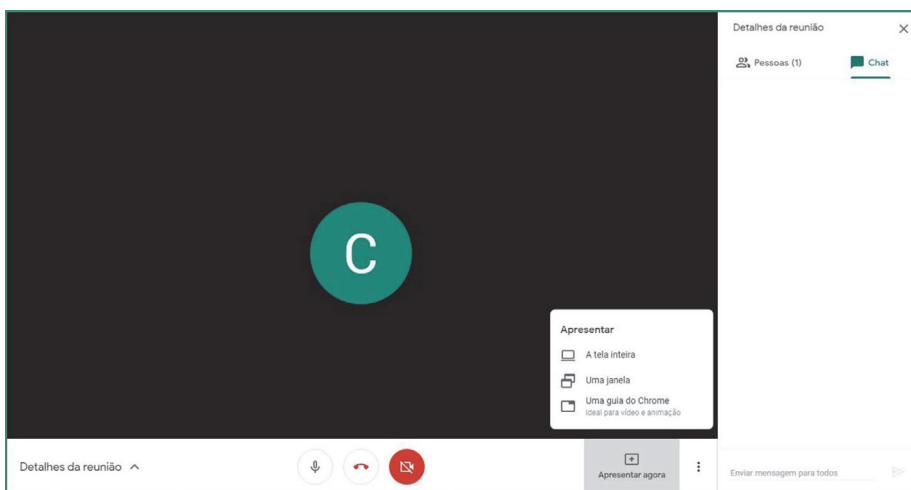 Detalhes da reunião
Pessoas (1)
Chat
C
Apresentar
A tela inteira
Uma janela
Uma guia do Chrome
Ideal para vídeo e animação
Detalhes da reunião
Apresentar agora
Enviar mensagem para todos